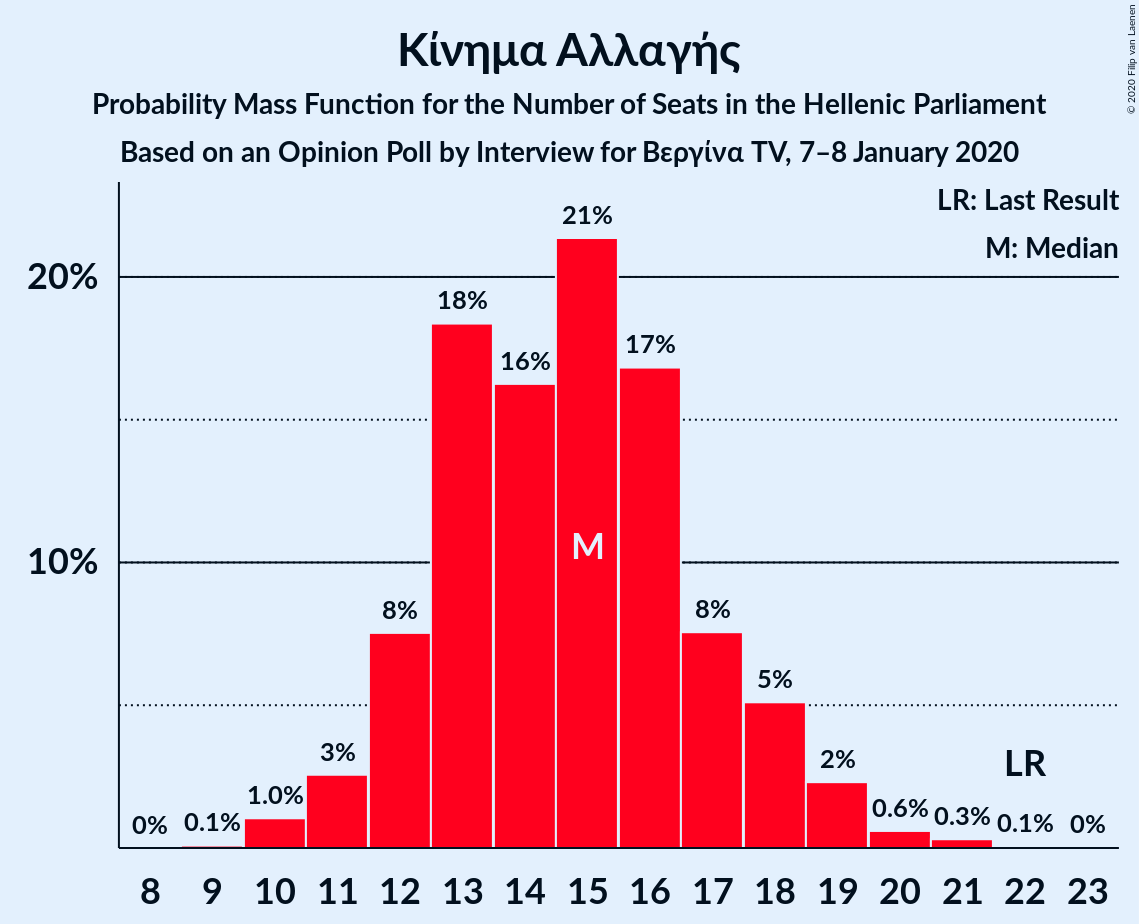 Κίνημα Αλλαγής
Probability Mass Function for the Number of Seats in the Hellenic Parliament
Based on an Opinion Poll by Interview for Βεργίνα TV, 7–8 January 2020
© 2020 Filip van Laenen
LR: Last Result
M: Median
20%
10%
0%
0.1%
1.0%
3%
8%
18%
16%
21%
17%
8%
5%
2%
0.6%
0.3%
0.1%
0%
M
LR
8 9 10 11 12 13 14 15 16 17 18 19 20 21 22 23